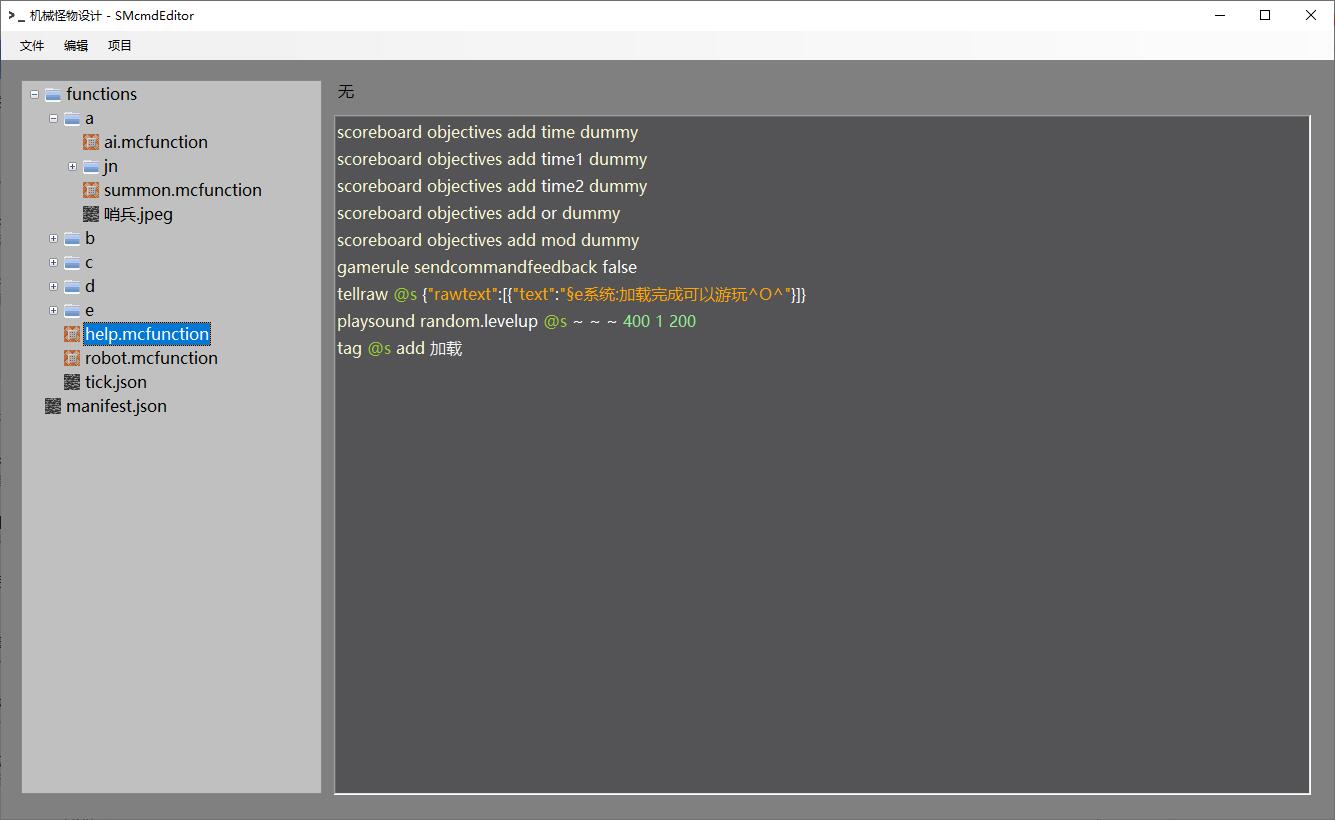 机械怪物设计 - SMcmdEditor
文件 编辑 项目
functions
a
ai.mcfunction
jn
summon.mcfunction
哨兵.jpeg
b
c
d
e
help.mcfunction
robot.mcfunction
tick.json
manifest.json
无
scoreboard objectives add time dummy
scoreboard objectives add time1 dummy
scoreboard objectives add time2 dummy
scoreboard objectives add or dummy
scoreboard objectives add mod dummy
gamerule sendcommandfeedback false
tellraw @s {"rawtext":[{"text":"§e系统:加载完成可以游玩^O^"}]}
playsound random.levelup @s ~ ~ ~ 400 1 200
tag @s add 加载